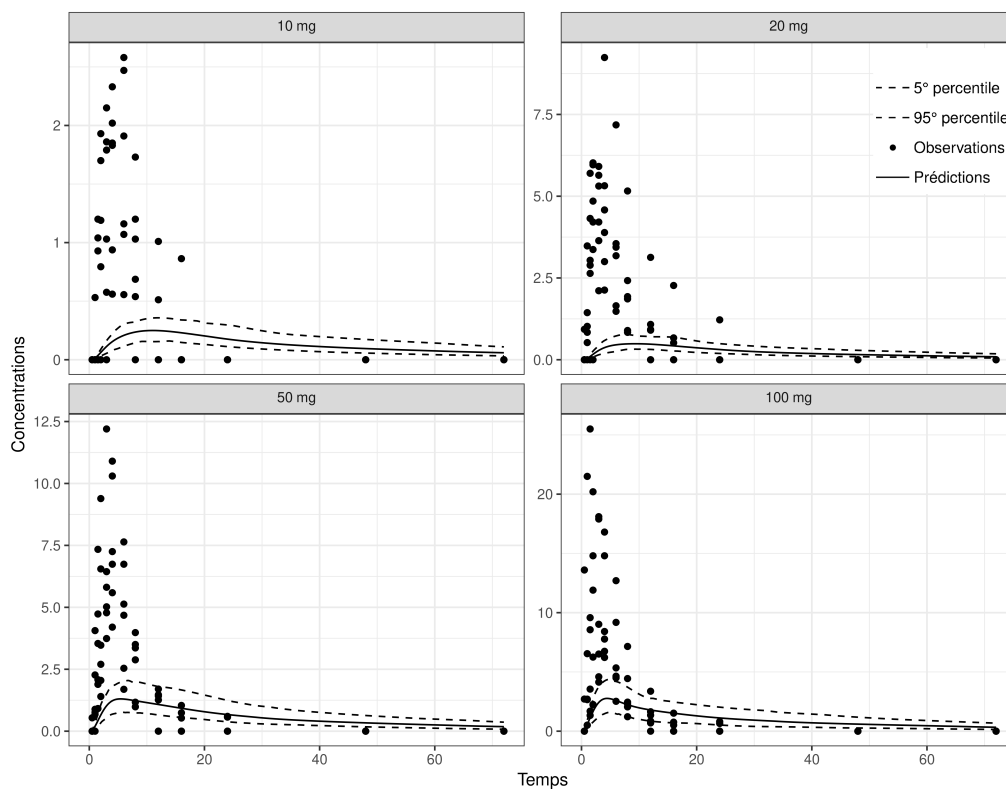 10 mg
20 mg
2
1
0
7.5
5.0
2.5
0.0
5° percentile
95° percentile
Observations
Prédictions
Concentrations
50 mg
100 mg
12.5
10.0
7.5
5.0
2.5
0.0
20
10
0
0 20 40 60
0 20 40 60
Temps